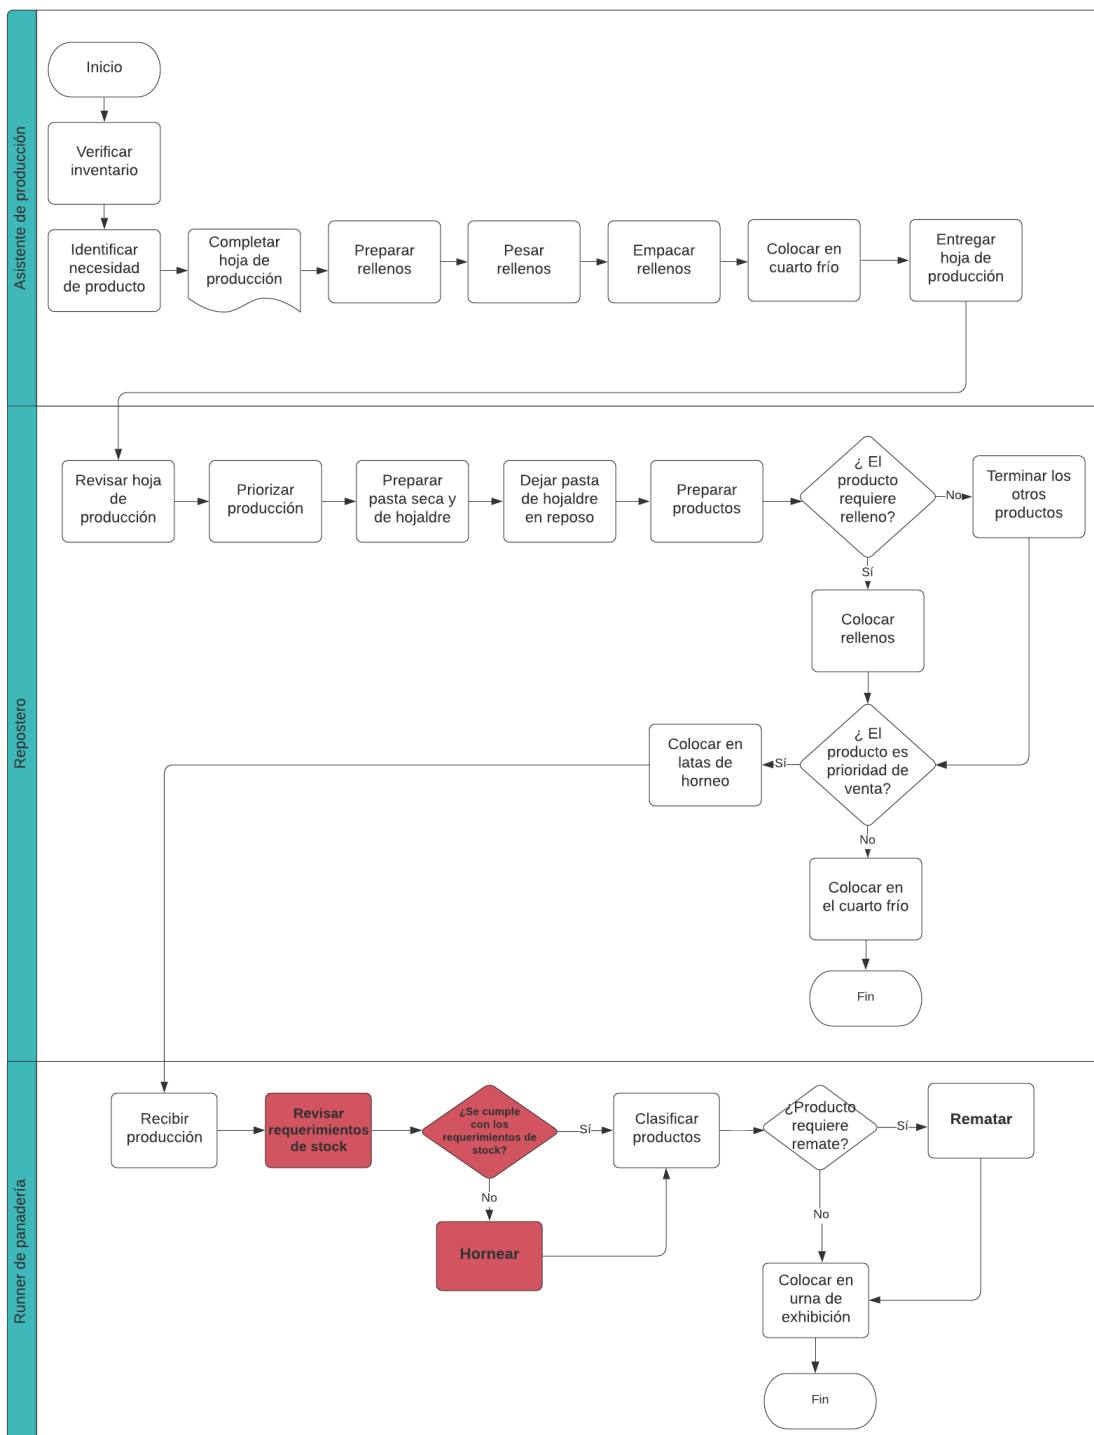 Asistente de producción
Inicio
Verificar
inventario
Identificar
necesidad
de producto
Completar
hoja de
producción
Preparar
rellenos
Pesar
rellenos
Empacar
rellenos
Colocar en
cuarto frío
Entregar
hoja de
producción
Repostero
Revisar hoja
de
producción
Priorizar
producción
Preparar
pasta seca y
de hojaldre
Dejar pasta
de hojaldre
en reposo
Preparar
productos
¿ El
producto
requiere
relleno?
No
Terminar los
otros
productos
Sí
Colocar
rellenos
¿ El
producto es
prioridad de
venta?
Sí
Colocar en
latas de
horneo
No
Colocar en
el cuarto frío
Fin
Runner de panadería
Recibir
producción
Revisar
requerimientos
de stock
¿Se cumple
con los
requerimientos de
stock?
Sí
No
Hornear
Clasificar
productos
¿Producto
requiere
remate?
Sí
Rematar
No
Colocar en
urna de
exhibición
Fin